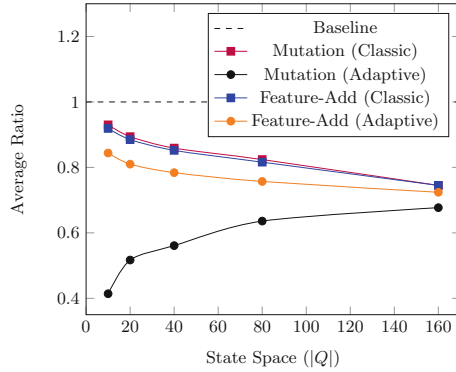 Baseline
Mutation (Classic)
Mutation (Adaptive)
Feature-Add (Classic)
Feature-Add (Adaptive)
1.2
1
0.8
0.6
0.4
Average Ratio
0 20 40 60 80 100 120 140 160
State Space (|Q|)